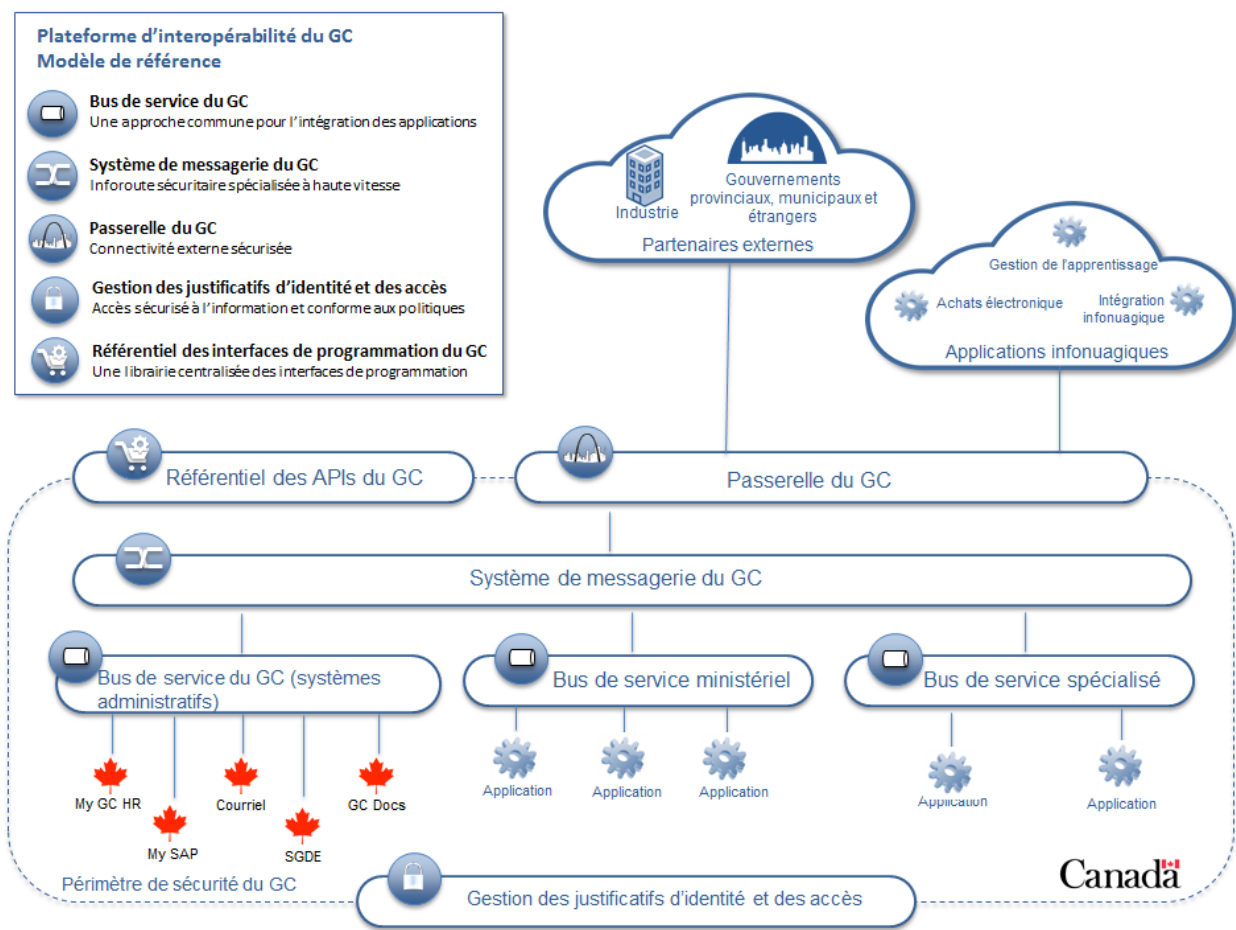 Plateforme d'interopérabilité du GC
Modèle de référence
Bus de service du GC
Une approche commune pour l'intégration des applications
Système de messagerie du GC
Inforoute sécuritaire spécialisée à haute vitesse
Passerelle du GC
Connectivité externe sécurisée
Gestion des justificatifs d'identité et des accès
Accès sécurisé à l'information et conforme aux politiques
Référentiel des interfaces de programmation du GC
Une librairie centralisée des interfaces de programmation
Industrie
Gouvernements
provinciaux, municipaux et
étrangers
Partenaires externes
Gestion de l'apprentissage
Achats électronique
Intégration
infonuagique
Applications infonuagiques
Référentiel des APIs du GC
Passerelle du GC
Système de messagerie du GC
Bus de service du GC (systèmes
administratifs)
Bus de service ministériel
Bus de service spécialisé
My GC HR
My SAP
Courriel
SGDE
GC Docs
Application
Application
Application
Application
Application
Périmètre de sécurité du GC
Gestion des justificatifs d'identité et des accès
Canada